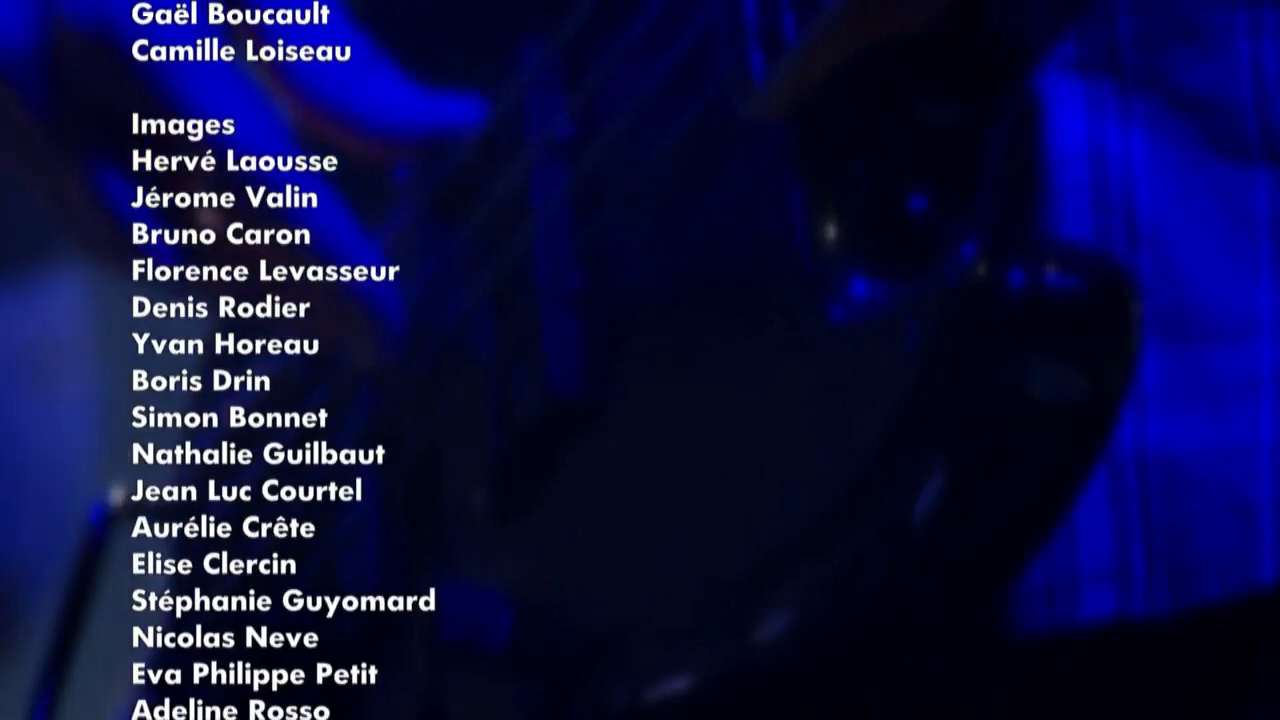 Gaël Boucault
Camille Loiseau
Images
Hervé Laousse
Jérome Valin
Bruno Caron
Florence Levasseur
Denis Rodier
Yvan Horeau
Boris Drin
Simon Bonnet
Nathalie Guilbaut
Jean Luc Courtel
Aurélie Crête
Elise Clercin
Stéphanie Guyomard
Nicolas Neve
Eva Philippe Petit
Adeline Rosso